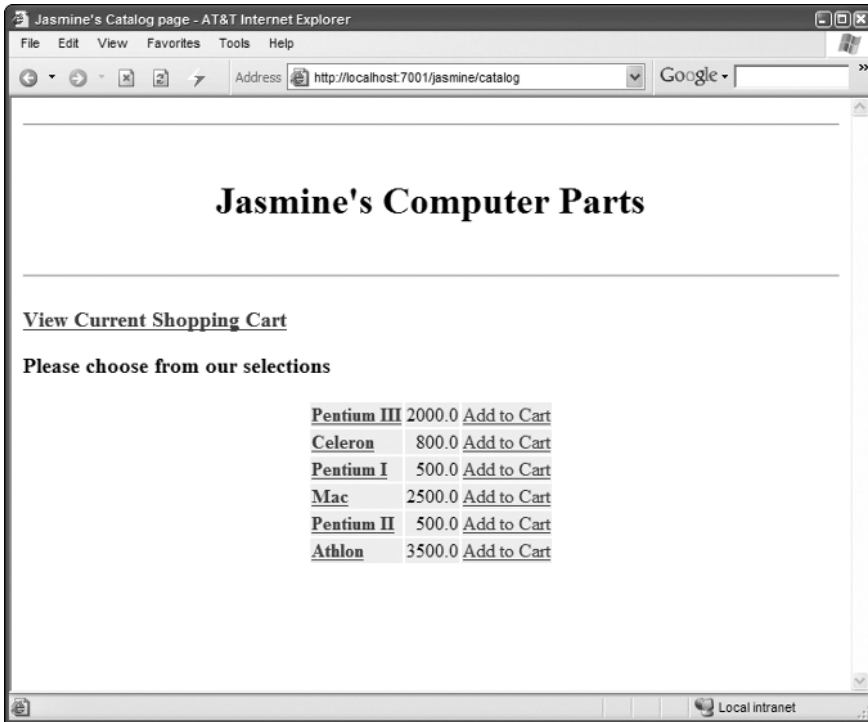 Jasmine's Catalog page - AT&T Internet Explorer
File Edit View Favorites Tools Help
Address http://localhost:7001/jasmine/catalog Google
Jasmine's Computer Parts
View Current Shopping Cart
Please choose from our selections
Pentium III 2000.0 Add to Cart
Celeron 800.0 Add to Cart
Pentium I 500.0 Add to Cart
Mac 2500.0 Add to Cart
Pentium II 500.0 Add to Cart
Athlon 3500.0 Add to Cart
Local intranet